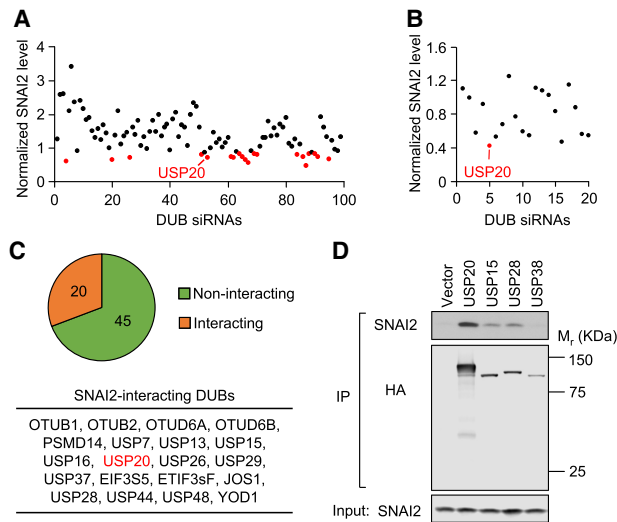 A
Normalized SNAI2 level
4
3
2
1
0
USP20
0 20 40 60 80 100
DUB siRNAs
B
Normalized SNAI2 level
1.6
1.2
0.8
0.4
0
USP20
0 5 10 15 20
DUB siRNAs
C
20
45
Non-interacting
Interacting
SNAI2-interacting DUBs
OTUB1, OTUB2, OTUD6A, OTUD6B,
PSMD14, USP7, USP13, USP15,
USP16, USP20, USP26, USP29,
USP37, EIF3S5, ETIF3sF, JOS1,
USP28, USP44, USP48, YOD1
D
Vector
USP20
USP15
USP28
USP38
SNAI2
Mr (KDa)
150
IP
HA
75
25
Input: SNAI2